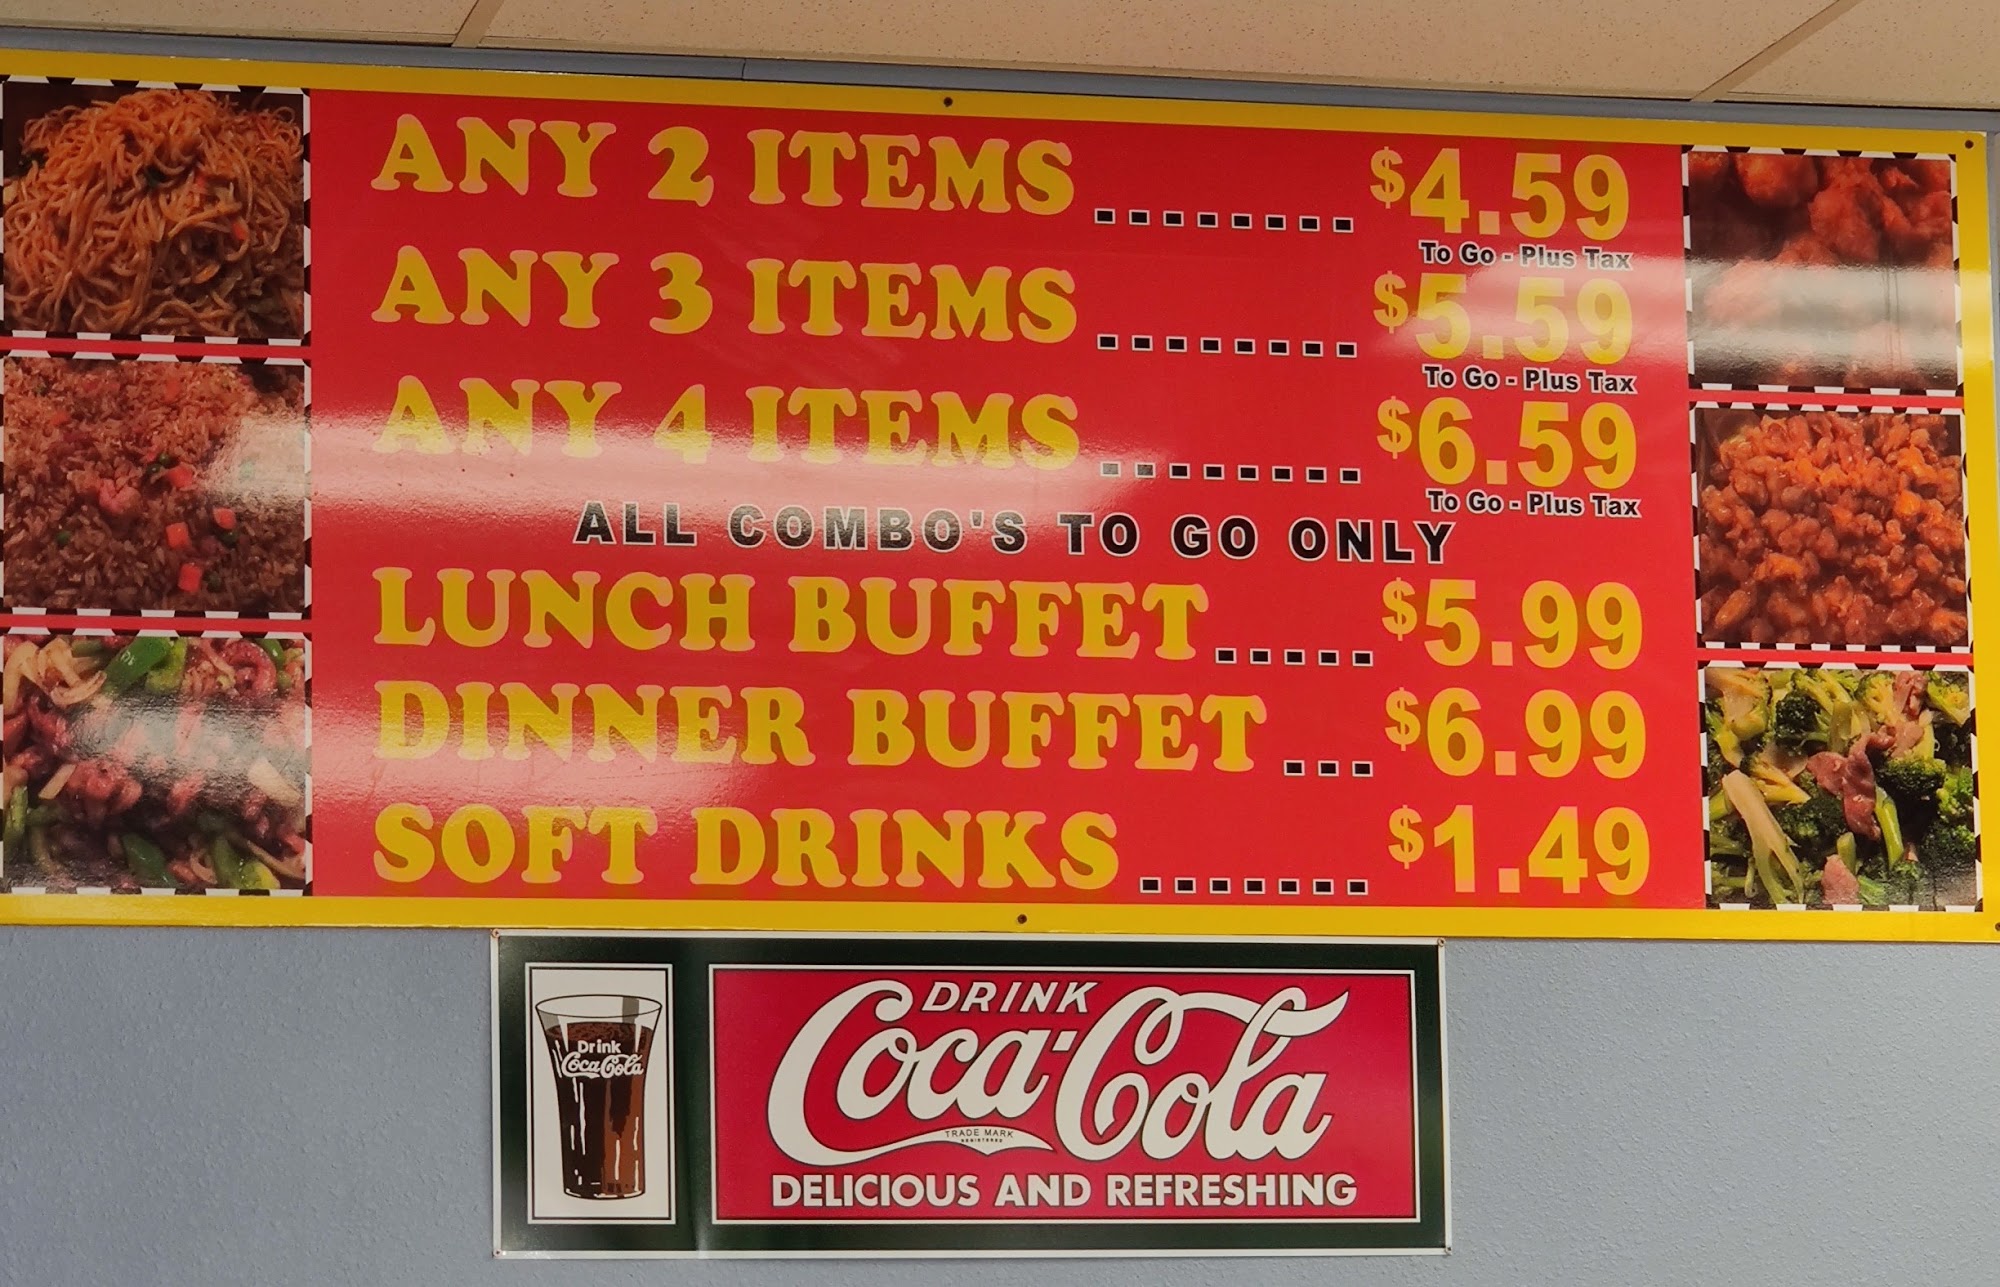 ANY 2 ITEMS ........ $4.59
To Go - Plus Tax
ANY 3 ITEMS ........ $5.59
To Go - Plus Tax
ANY 4 ITEMS ........ $6.59
To Go - Plus Tax
ALL COMBO'S TO GO ONLY
LUNCH BUFFET ..... $5.99
DINNER BUFFET ... $6.99
SOFT DRINKS ....... $1.49
Drink
Coca-Cola
DRINK
Coca-Cola
TRADE MARK
REGISTERED
DELICIOUS AND REFRESHING